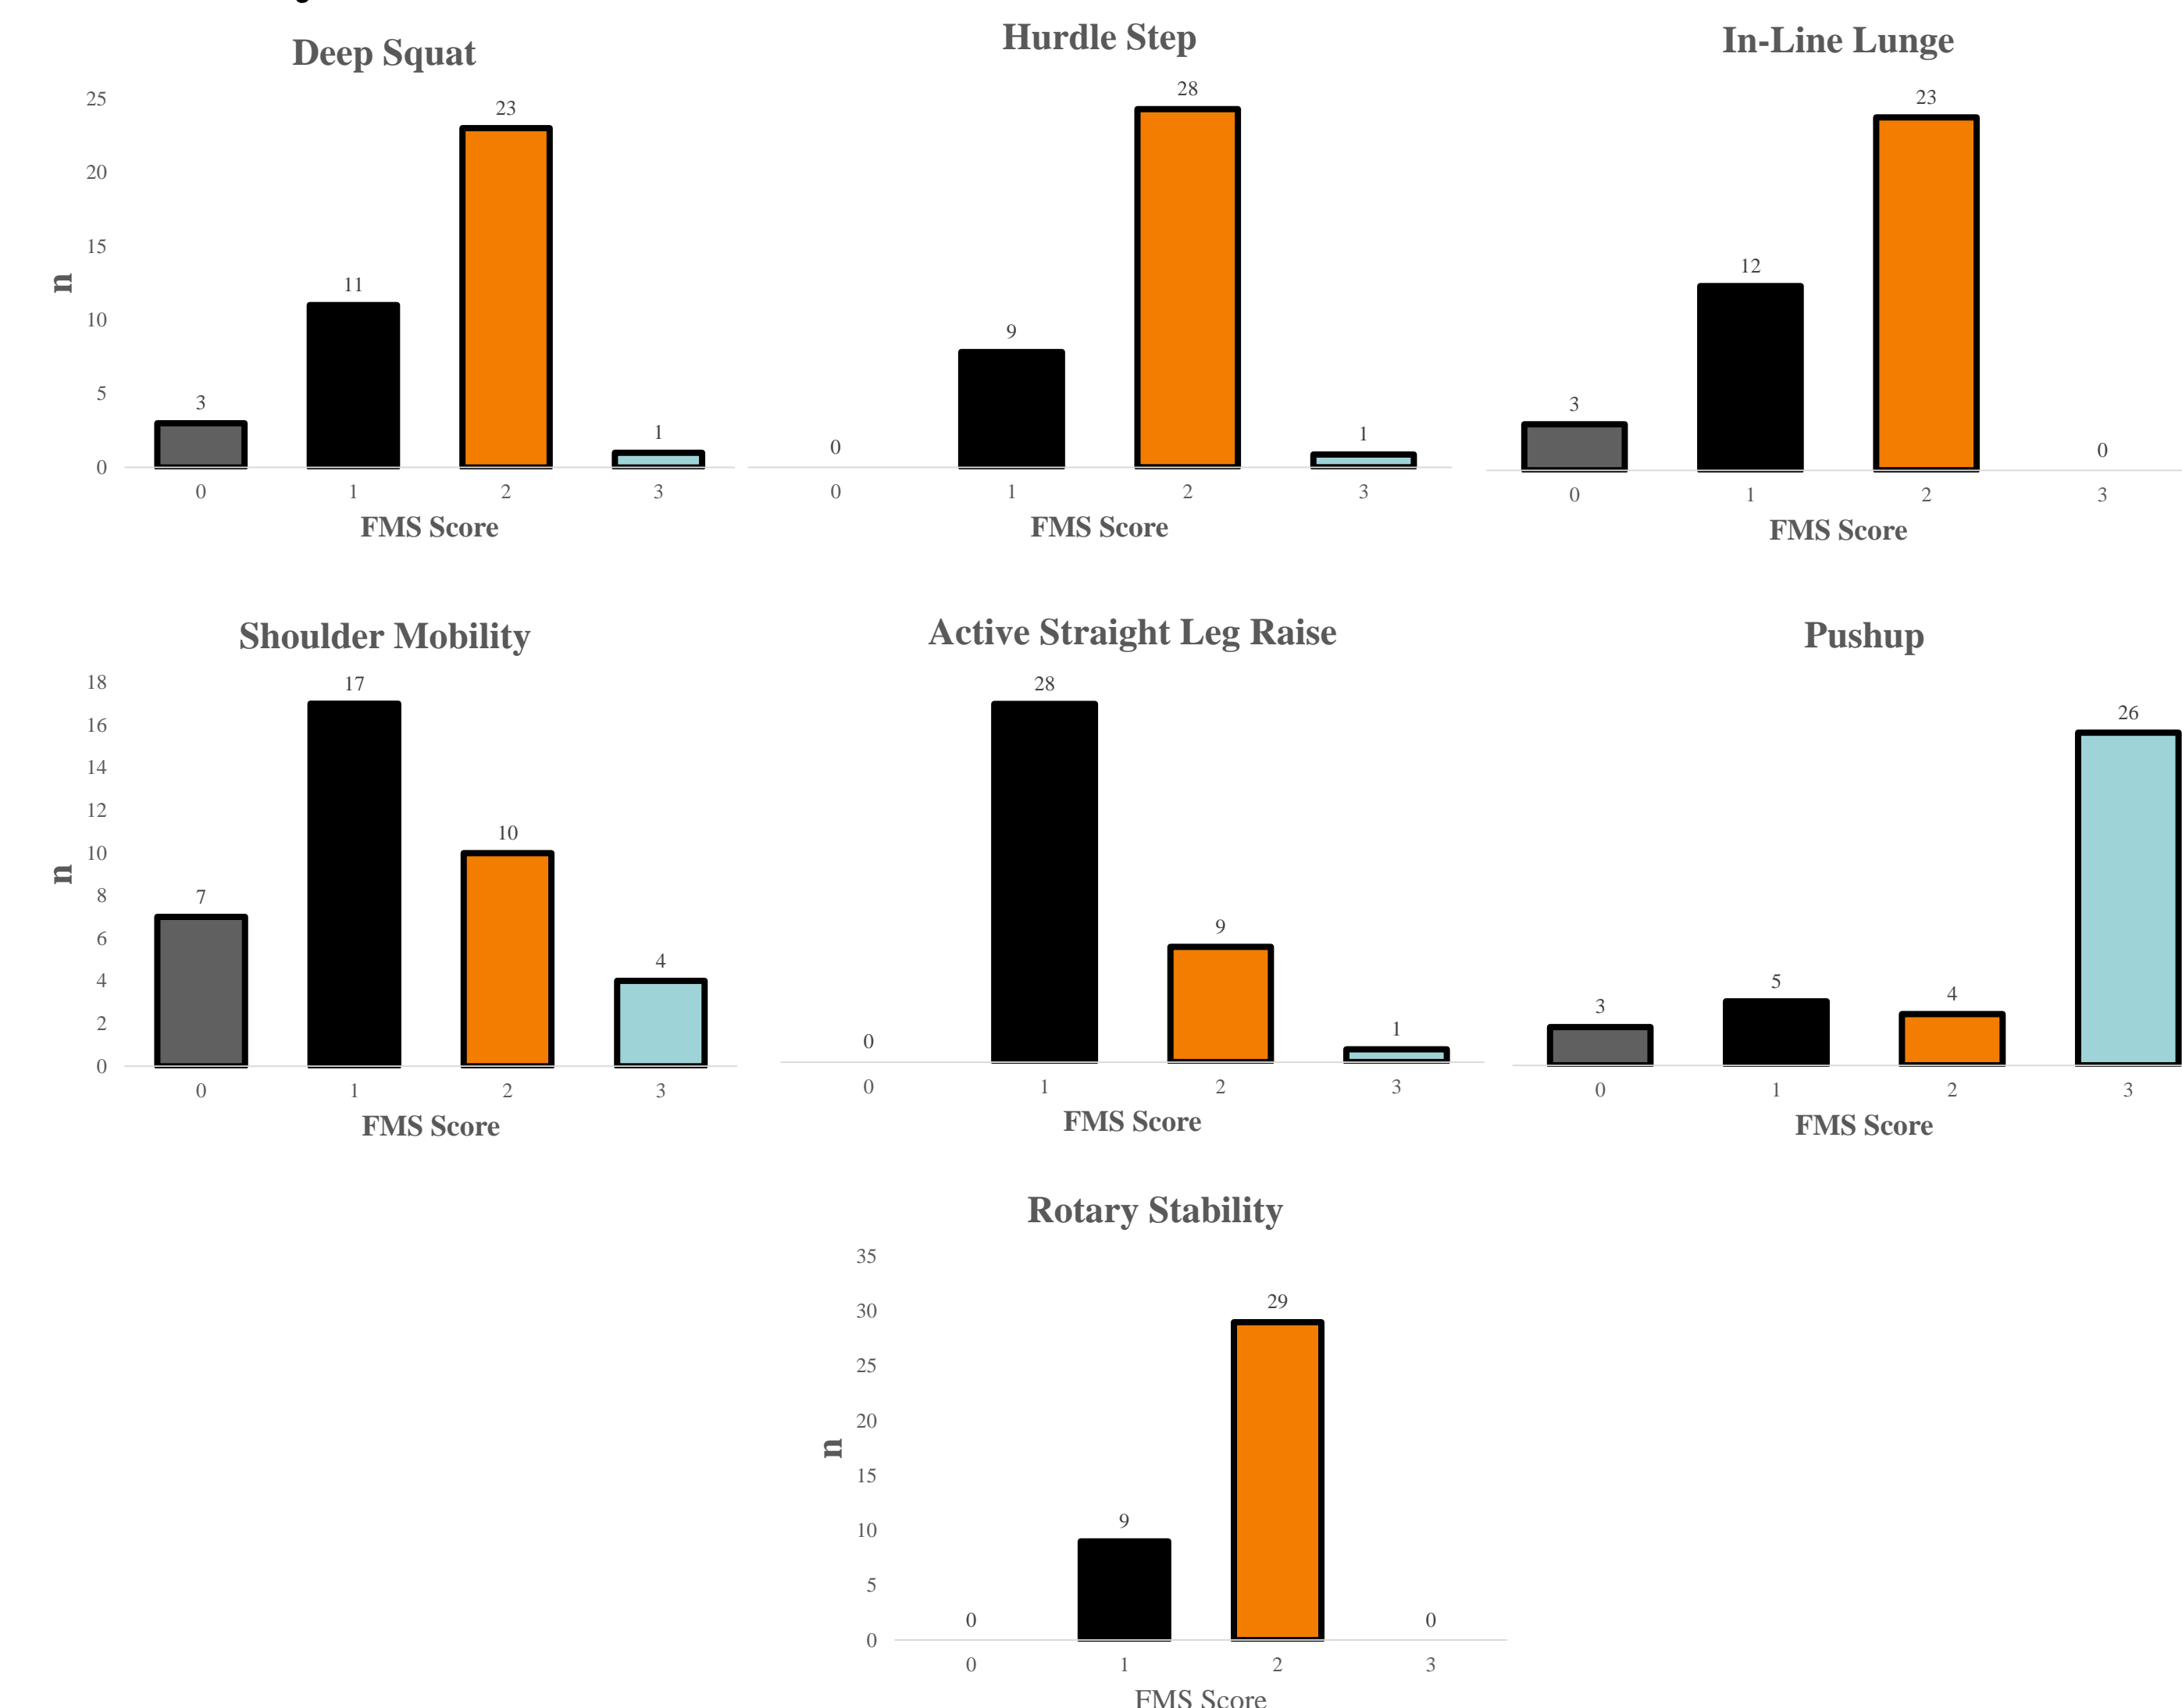 Deep Squat
25
20
15
10
5
0
n
3
11
23
1
0 1 2 3
FMS Score
Hurdle Step
0
9
28
1
0 1 2 3
FMS Score
In-Line Lunge
3
12
23
0
0 1 2 3
FMS Score
Shoulder Mobility
18
16
14
12
10
8
6
4
2
0
n
7
17
10
4
0 1 2 3
FMS Score
Active Straight Leg Raise
0
28
9
1
0 1 2 3
FMS Score
Pushup
3
5
4
26
0 1 2 3
FMS Score
Rotary Stability
35
30
25
20
15
10
5
0
n
0
9
29
0
0 1 2 3
FMS Score